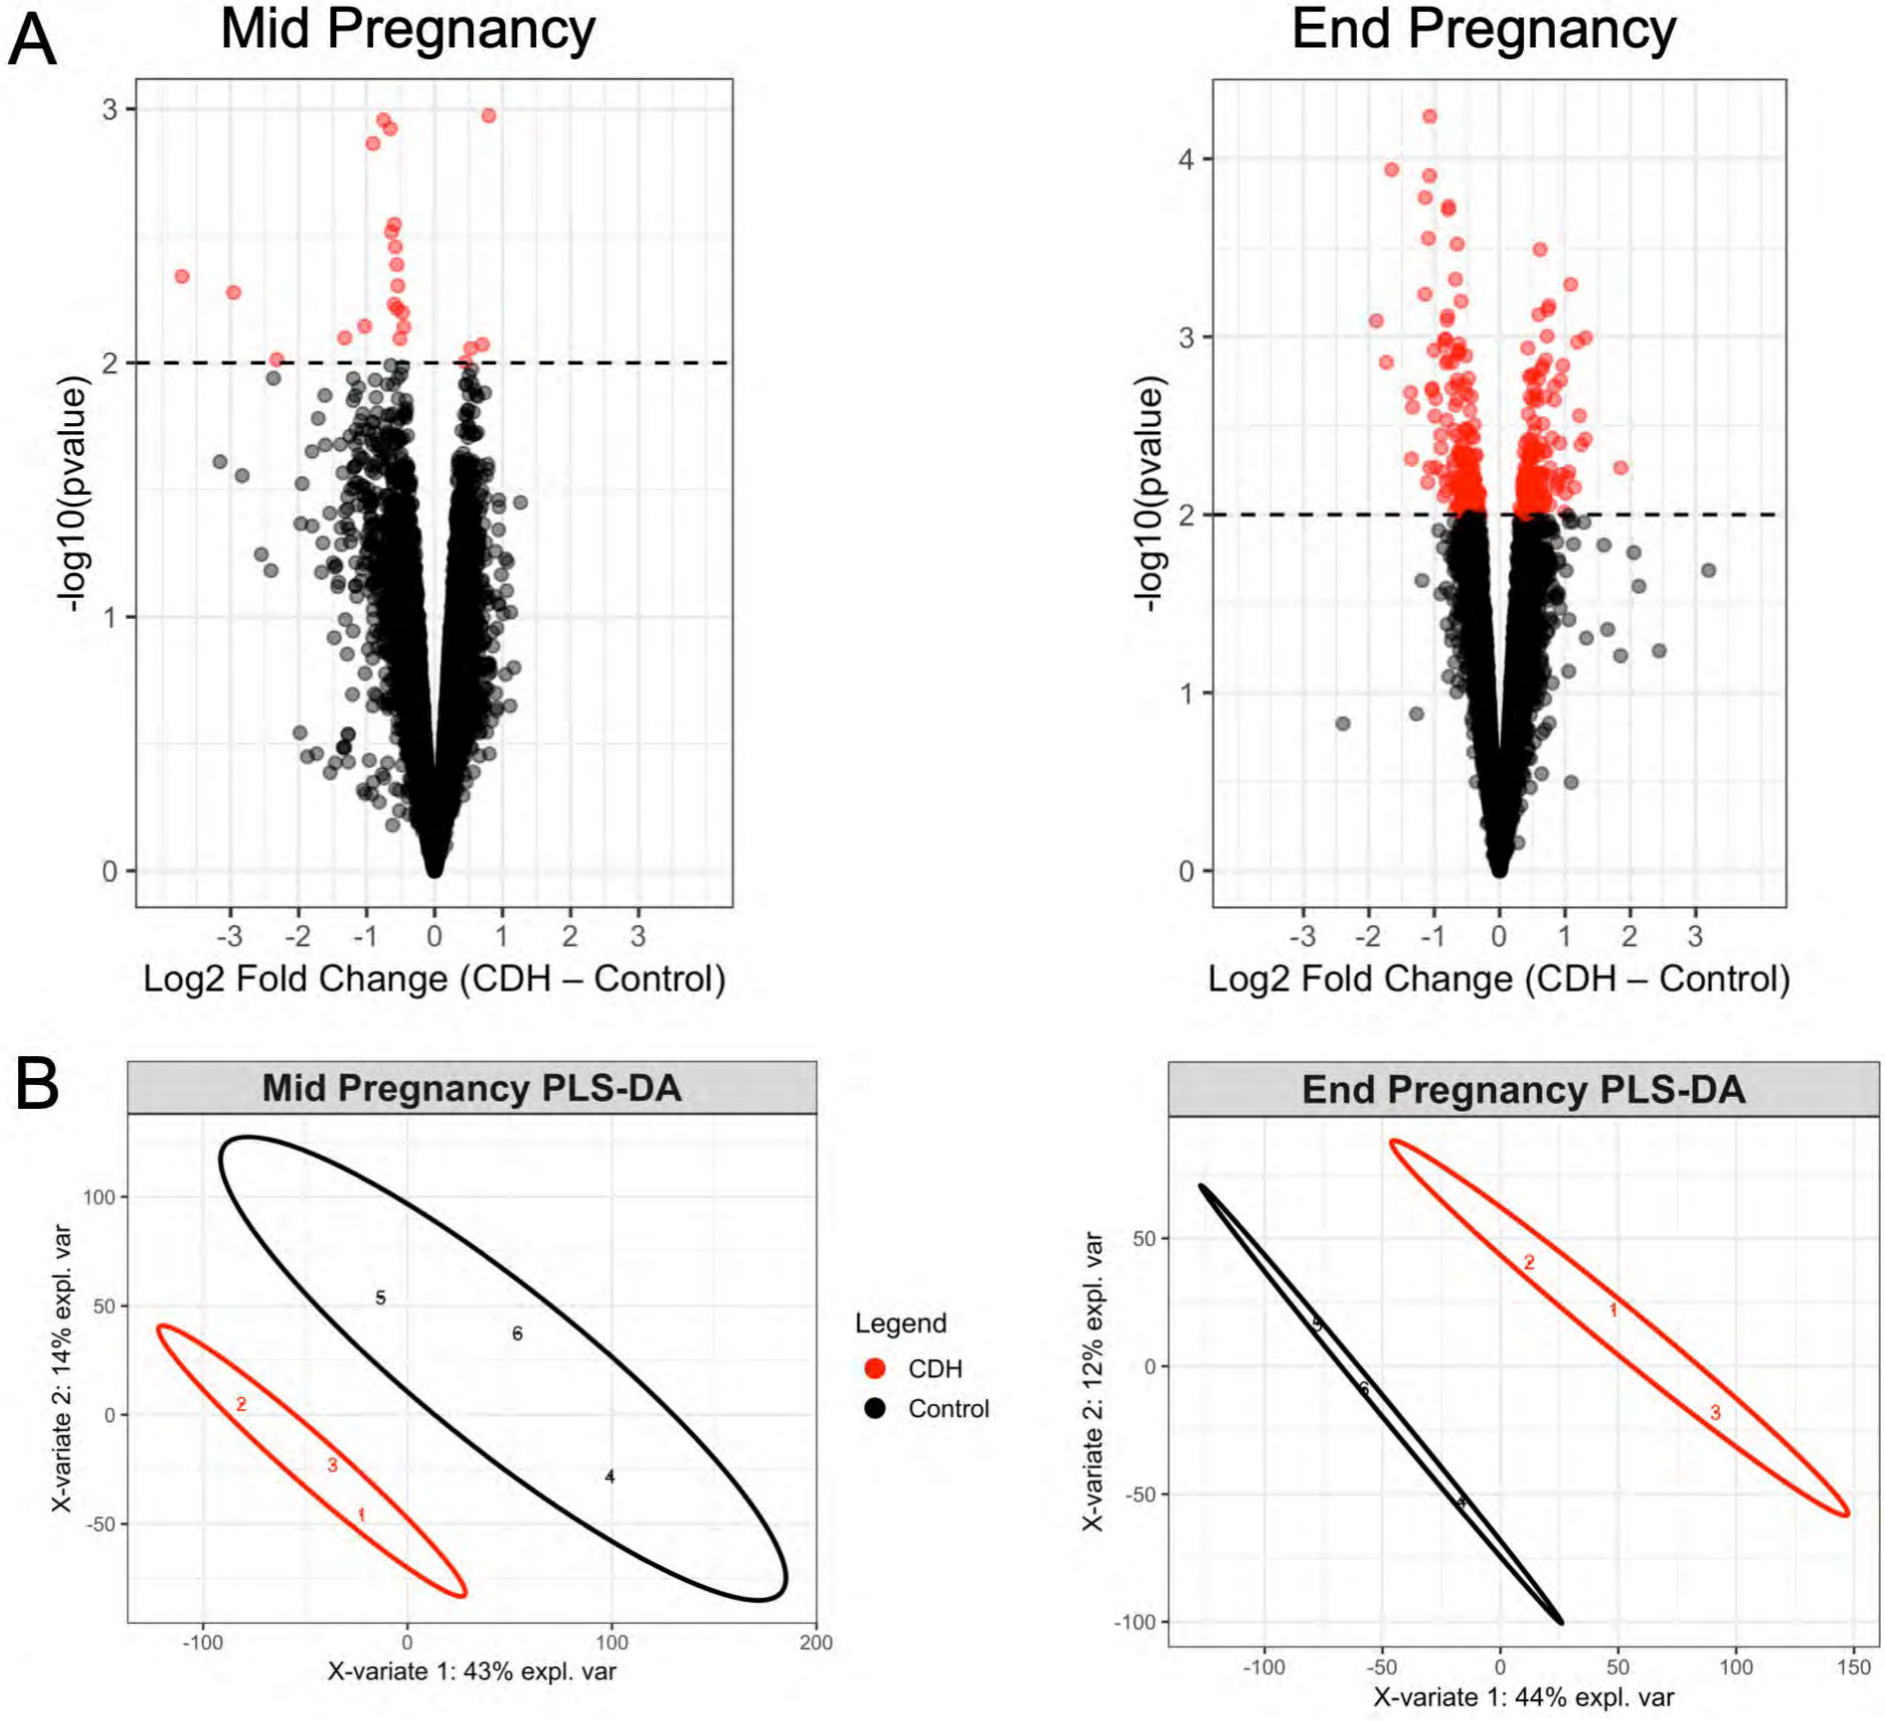 A
Mid Pregnancy
End Pregnancy
3
2
1
0
-log10(pvalue)
-3 -2 -1 0 1 2 3
Log2 Fold Change (CDH – Control)
4
3
2
1
0
-log10(pvalue)
-3 -2 -1 0 1 2 3
Log2 Fold Change (CDH – Control)
B
Mid Pregnancy PLS-DA
100
50
0
-50
X-variate 2: 14% expl. var
5
6
4
2
3
1
-100 0 100 200
X-variate 1: 43% expl. var
Legend
CDH
Control
End Pregnancy PLS-DA
50
0
-50
-100
X-variate 2: 12% expl. var
2
1
3
5
6
4
-100 -50 0 50 100 150
X-variate 1: 44% expl. var